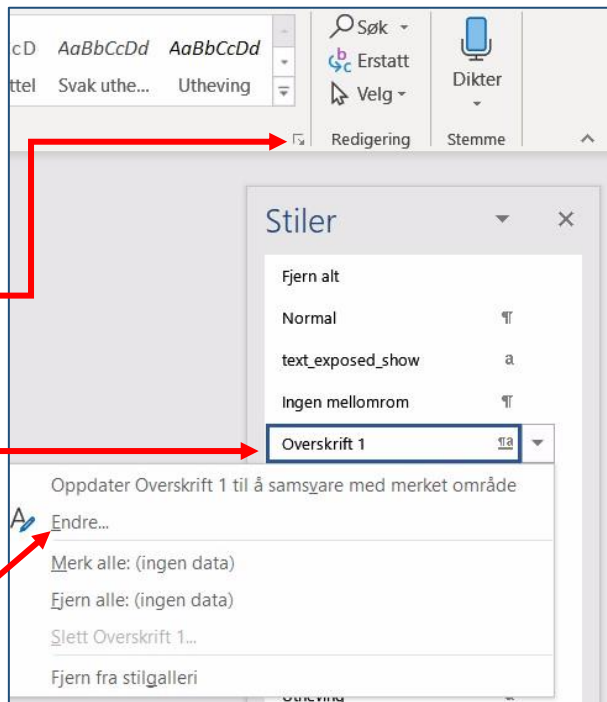 cD AaBbCcDd AaBbCcDd
ttel Svak uthe... Utheving
Søk
Erstatt
Velg
Dikter
Redigering Stemme
Stiler
Fjern alt
Normal ¶
text_exposed_show a
Ingen mellomrom ¶
Overskrift 1 ¶a
Oppdater Overskrift 1 til å samsvare med merket område
Endre...
Merk alle: (ingen data)
Fjern alle: (ingen data)
Slett Overskrift 1...
Fjern fra stilgalleri
Utheving